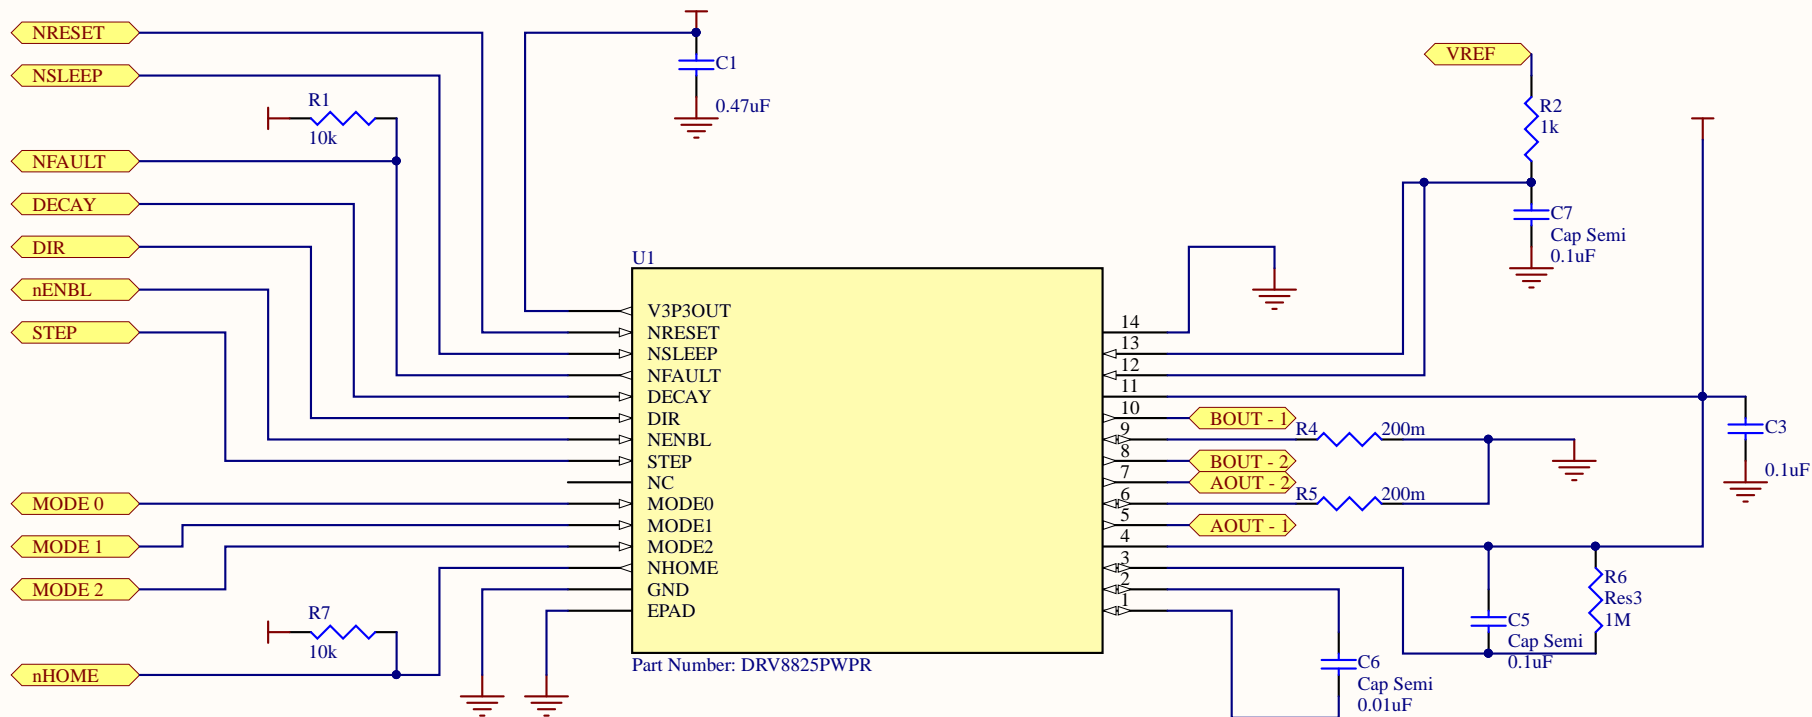 NRESET
NSLEEP
R1
10k
NFAULT
DECAY
DIR
nENBL
STEP
MODE 0
MODE 1
MODE 2
R7
10k
nHOME
C1
0.47uF
U1
V3P3OUT
NRESET
NSLEEP
NFAULT
DECAY
DIR
NENBL
STEP
NC
MODE0
MODE1
MODE2
NHOME
GND
EPAD
Part Number: DRV8825PWPR
14
13
12
11
10
9
8
7
6
5
4
3
2
1
VREF
R2
1k
C7
Cap Semi
0.1uF
BOUT - 1
R4
200m
BOUT - 2
AOUT - 2
R5
200m
AOUT - 1
C3
0.1uF
R6
Res3
1M
C5
Cap Semi
0.1uF
C6
Cap Semi
0.01uF